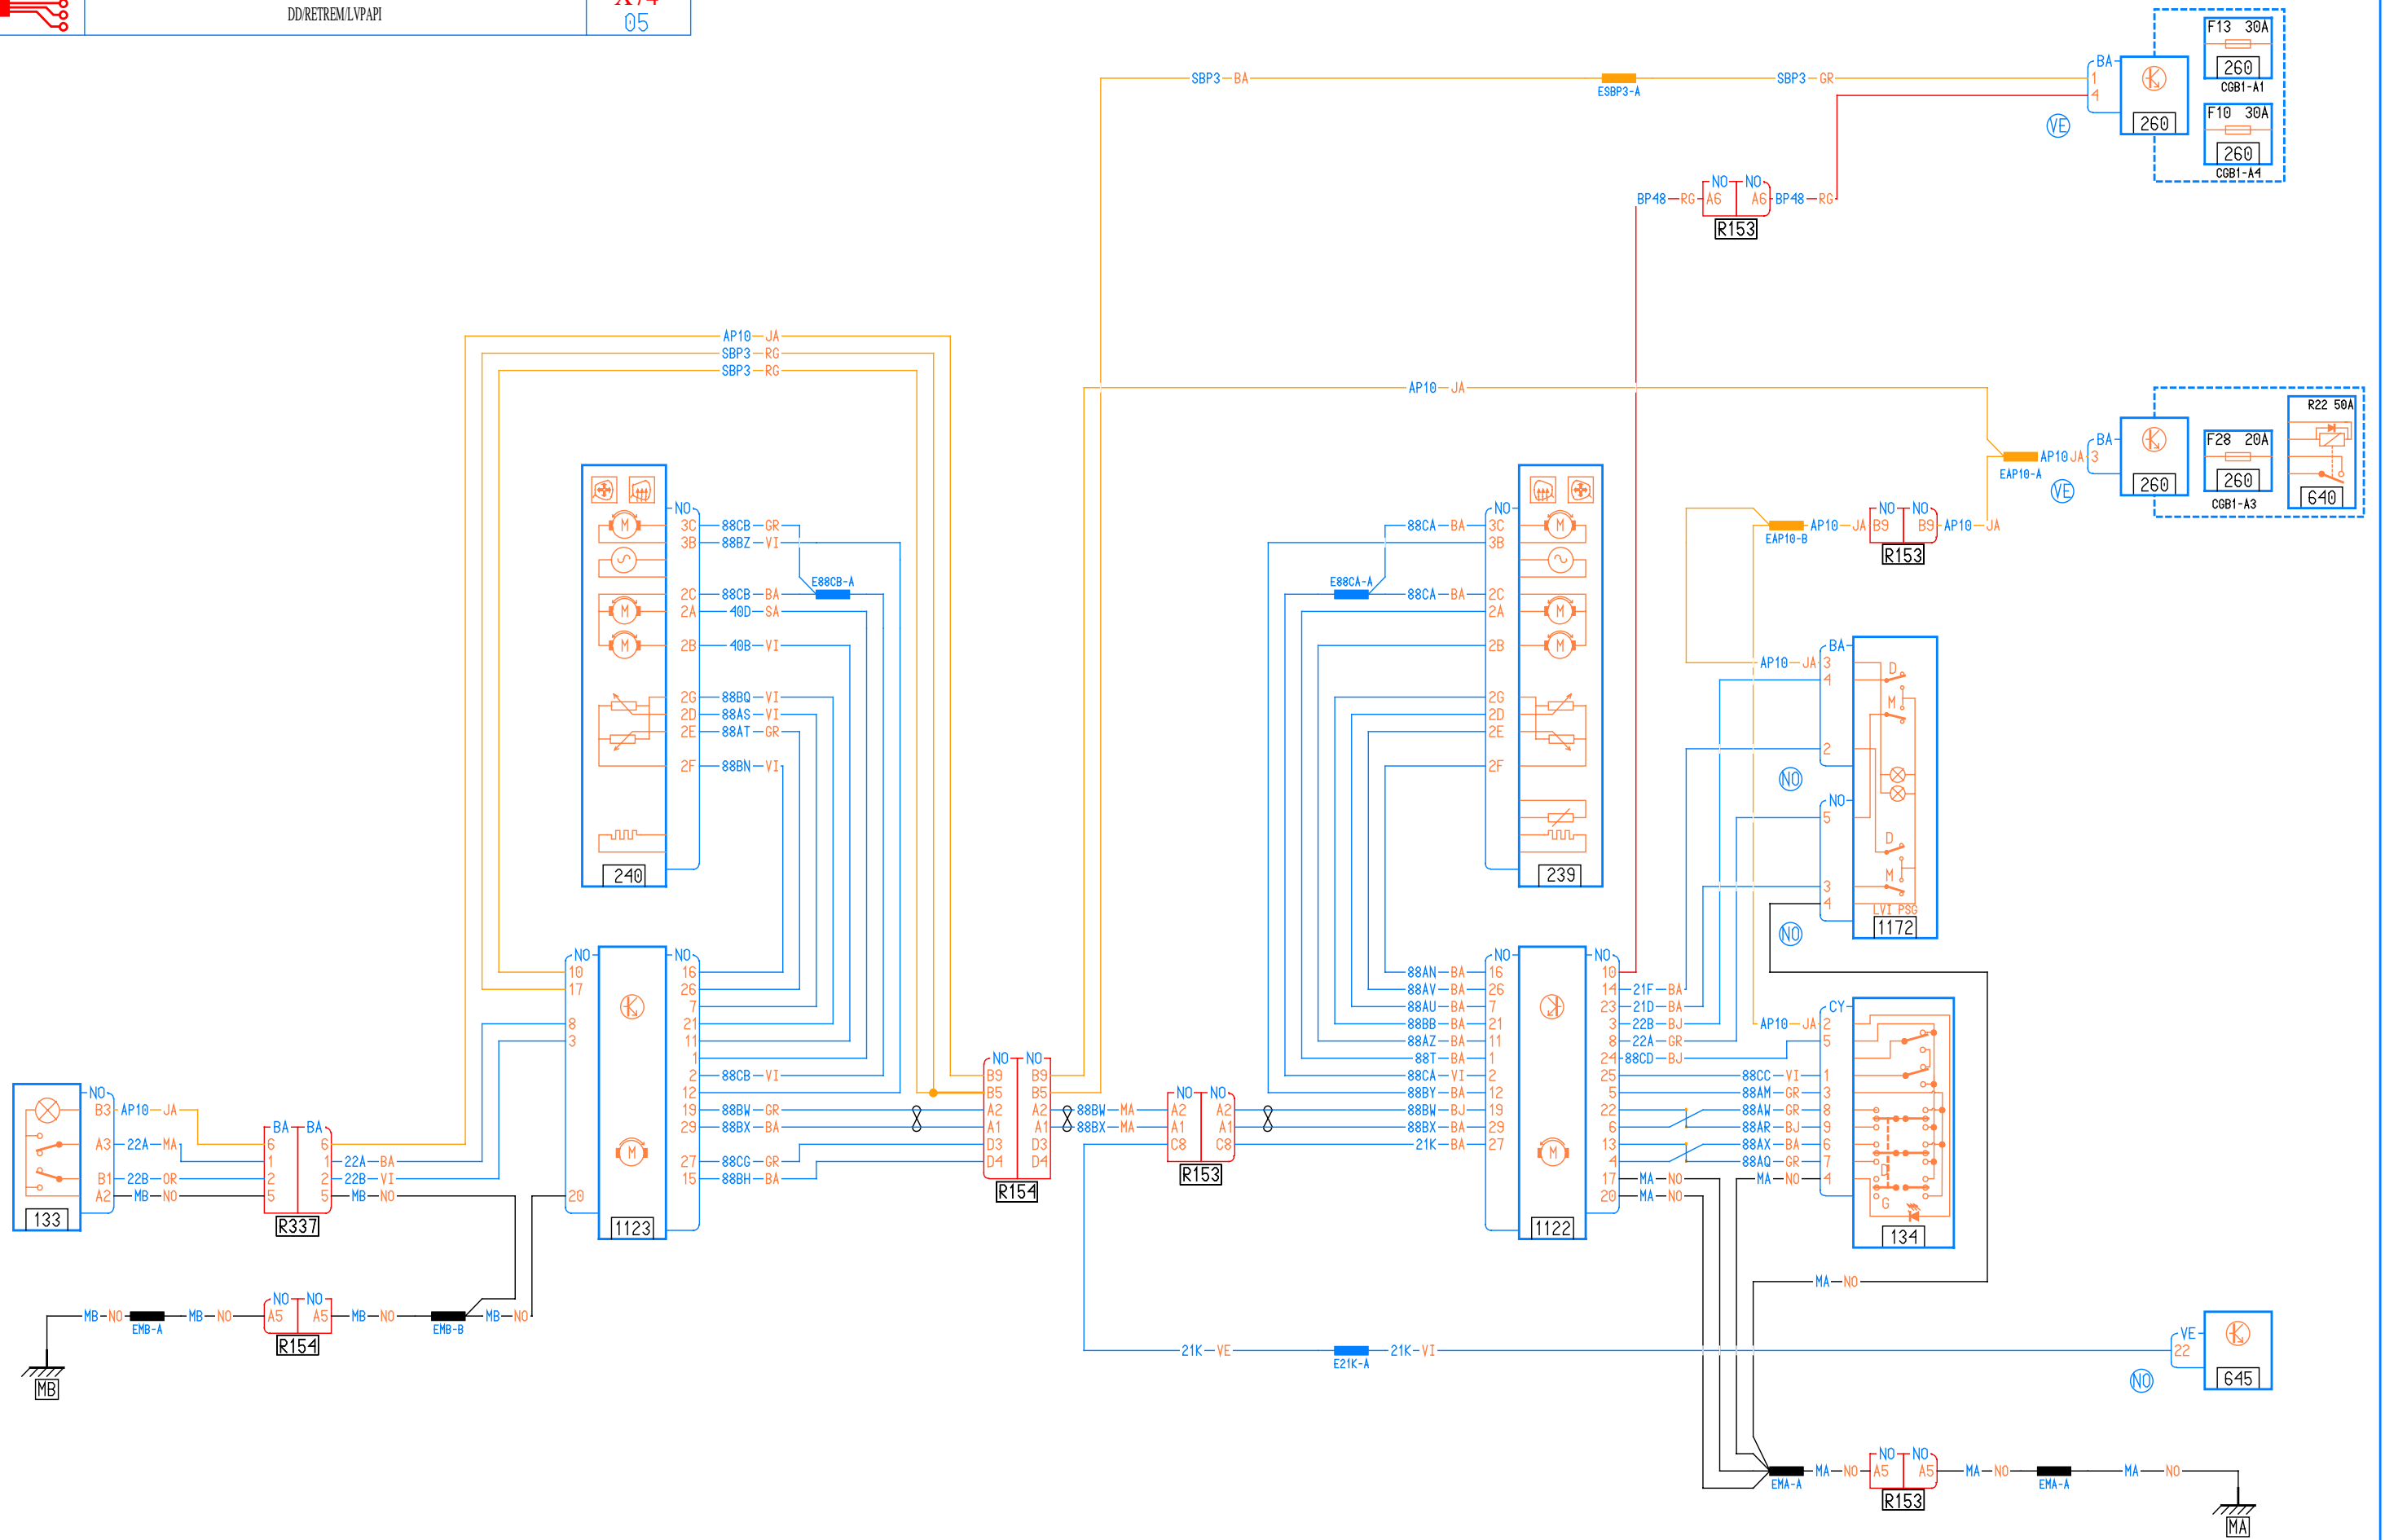 DD/RETREM/LVPAPI
X74
05
F13 30A
260
CGB1-A1
F10 30A
260
CGB1-A4
BA
1
4
260
VE
SBP3 BA
ESBP3-A
SBP3 GR
BP48 RG
NO NO
A6 A6
BP48 RG
R153
AP10 JA
SBP3 RG
SBP3 RG
AP10 JA
R22 50A
640
F28 20A
260
CGB1-A3
BA
3
260
AP10 JA
EAP10-A
VE
NO NO
B9 B9
AP10 JA
AP10 JA
EAP10-B
R153
M
M
M
240
NO
3C 88CB GR
3B 88BZ VI
2C 88CB BA
E88CB-A
2A 40D SA
2B 40B VI
2G 88BQ VI
2D 88AS VI
2E 88AT GR
2F 88BN VI
NO
88CA BA 3C
3B
E88CA-A
88CA BA 2C
2A
2B
2G
2D
2E
2F
M
M
M
239
BA
AP10 JA 3
4
2
NO
NO
5
3
4
NO
D
M
D
M
LVI PSG
1172
NO
10
17
8
3
20
M
1123
NO
16
26
7
21
11
1
2 88CB VI
12
19 88BW GR
29 88BX BA
27 88CG GR
15 88BH BA
NO NO
B9 B9
B5 B5
A2 A2
A1 A1
D3 D3
D4 D4
R154
88BW MA
88BX MA
NO NO
A2 A2
A1 A1
C8 C8
R153
NO
88AN BA 16
88AV BA 26
88AU BA 7
88BB BA 21
88AZ BA 11
88T BA 1
88CA VI 2
88BY BA 12
88BW BJ 19
88BX BA 29
21K BA 27
M
1122
NO
10
14 21F BA
23 21D BA
3 22B BJ
8 22A GR
24 88CD BJ
25
5
22
6
13
4
17 MA NO
20 MA NO
CY
AP10 JA 2
5
88CC VI 1
88AM GR 3
88AW GR 8
88AR BJ 9
88AX BA 6
88AQ GR 7
MA NO 4
D
G
134
NO
B3 AP10 JA
A3 22A MA
B1 22B OR
A2 MB NO
133
BA BA
6 6
1 1 22A BA
2 2 22B VI
5 5 MB NO
R337
MB NO
EMB-A
MB NO
NO NO
A5 A5
R154
MB NO
EMB-B
MB NO
MB
MA NO
21K VE
E21K-A
21K VI
VE
22
645
NO
EMA-A
MA NO
NO NO
A5 A5
R153
MA NO
EMA-A
MA NO
MA